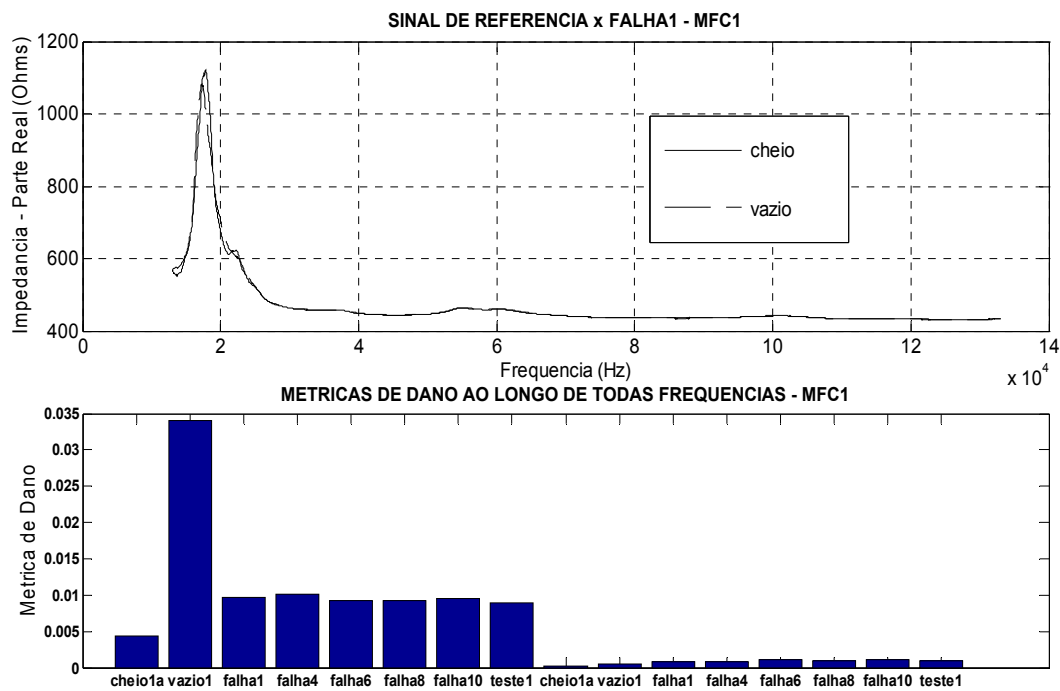 SINAL DE REFERENCIA x FALHA1 - MFC1
Impedancia - Parte Real (Ohms)
1200
1000
800
600
400
cheio
vazio
0 2 4 6 8 10 12 14
Frequencia (Hz)
x 10^4
METRICAS DE DANO AO LONGO DE TODAS FREQUENCIAS - MFC1
Metrica de Dano
0.035
0.03
0.025
0.02
0.015
0.01
0.005
0
cheio1a vazio1 falha1 falha4 falha6 falha8 falha10 teste1 cheio1a vazio1 falha1 falha4 falha6 falha8 falha10 teste1